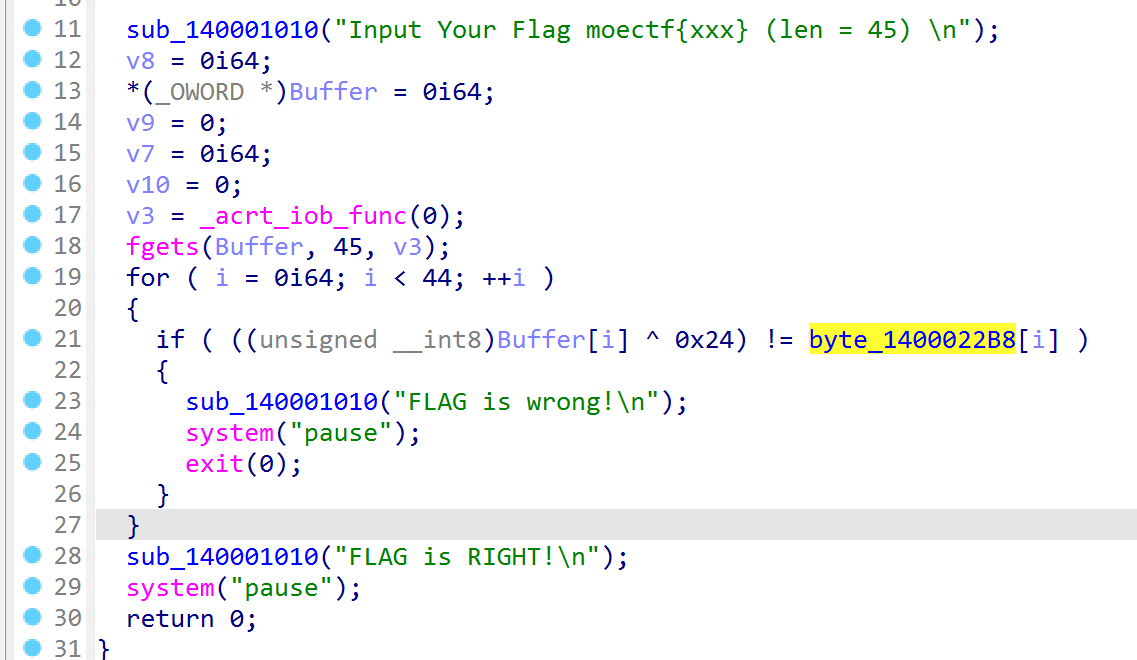 11 sub_140001010("Input Your Flag moectf{xxx} (len = 45) \n");
12 v8 = 0i64;
13 *(_OWORD *)Buffer = 0i64;
14 v9 = 0;
15 v7 = 0i64;
16 v10 = 0;
17 v3 = _acrt_iob_func(0);
18 fgets(Buffer, 45, v3);
19 for ( i = 0i64; i < 44; ++i )
20 {
21 if ( ((unsigned __int8)Buffer[i] ^ 0x24) != byte_1400022B8[i] )
22 {
23 sub_140001010("FLAG is wrong!\n");
24 system("pause");
25 exit(0);
26 }
27 }
28 sub_140001010("FLAG is RIGHT!\n");
29 system("pause");
30 return 0;
31 }